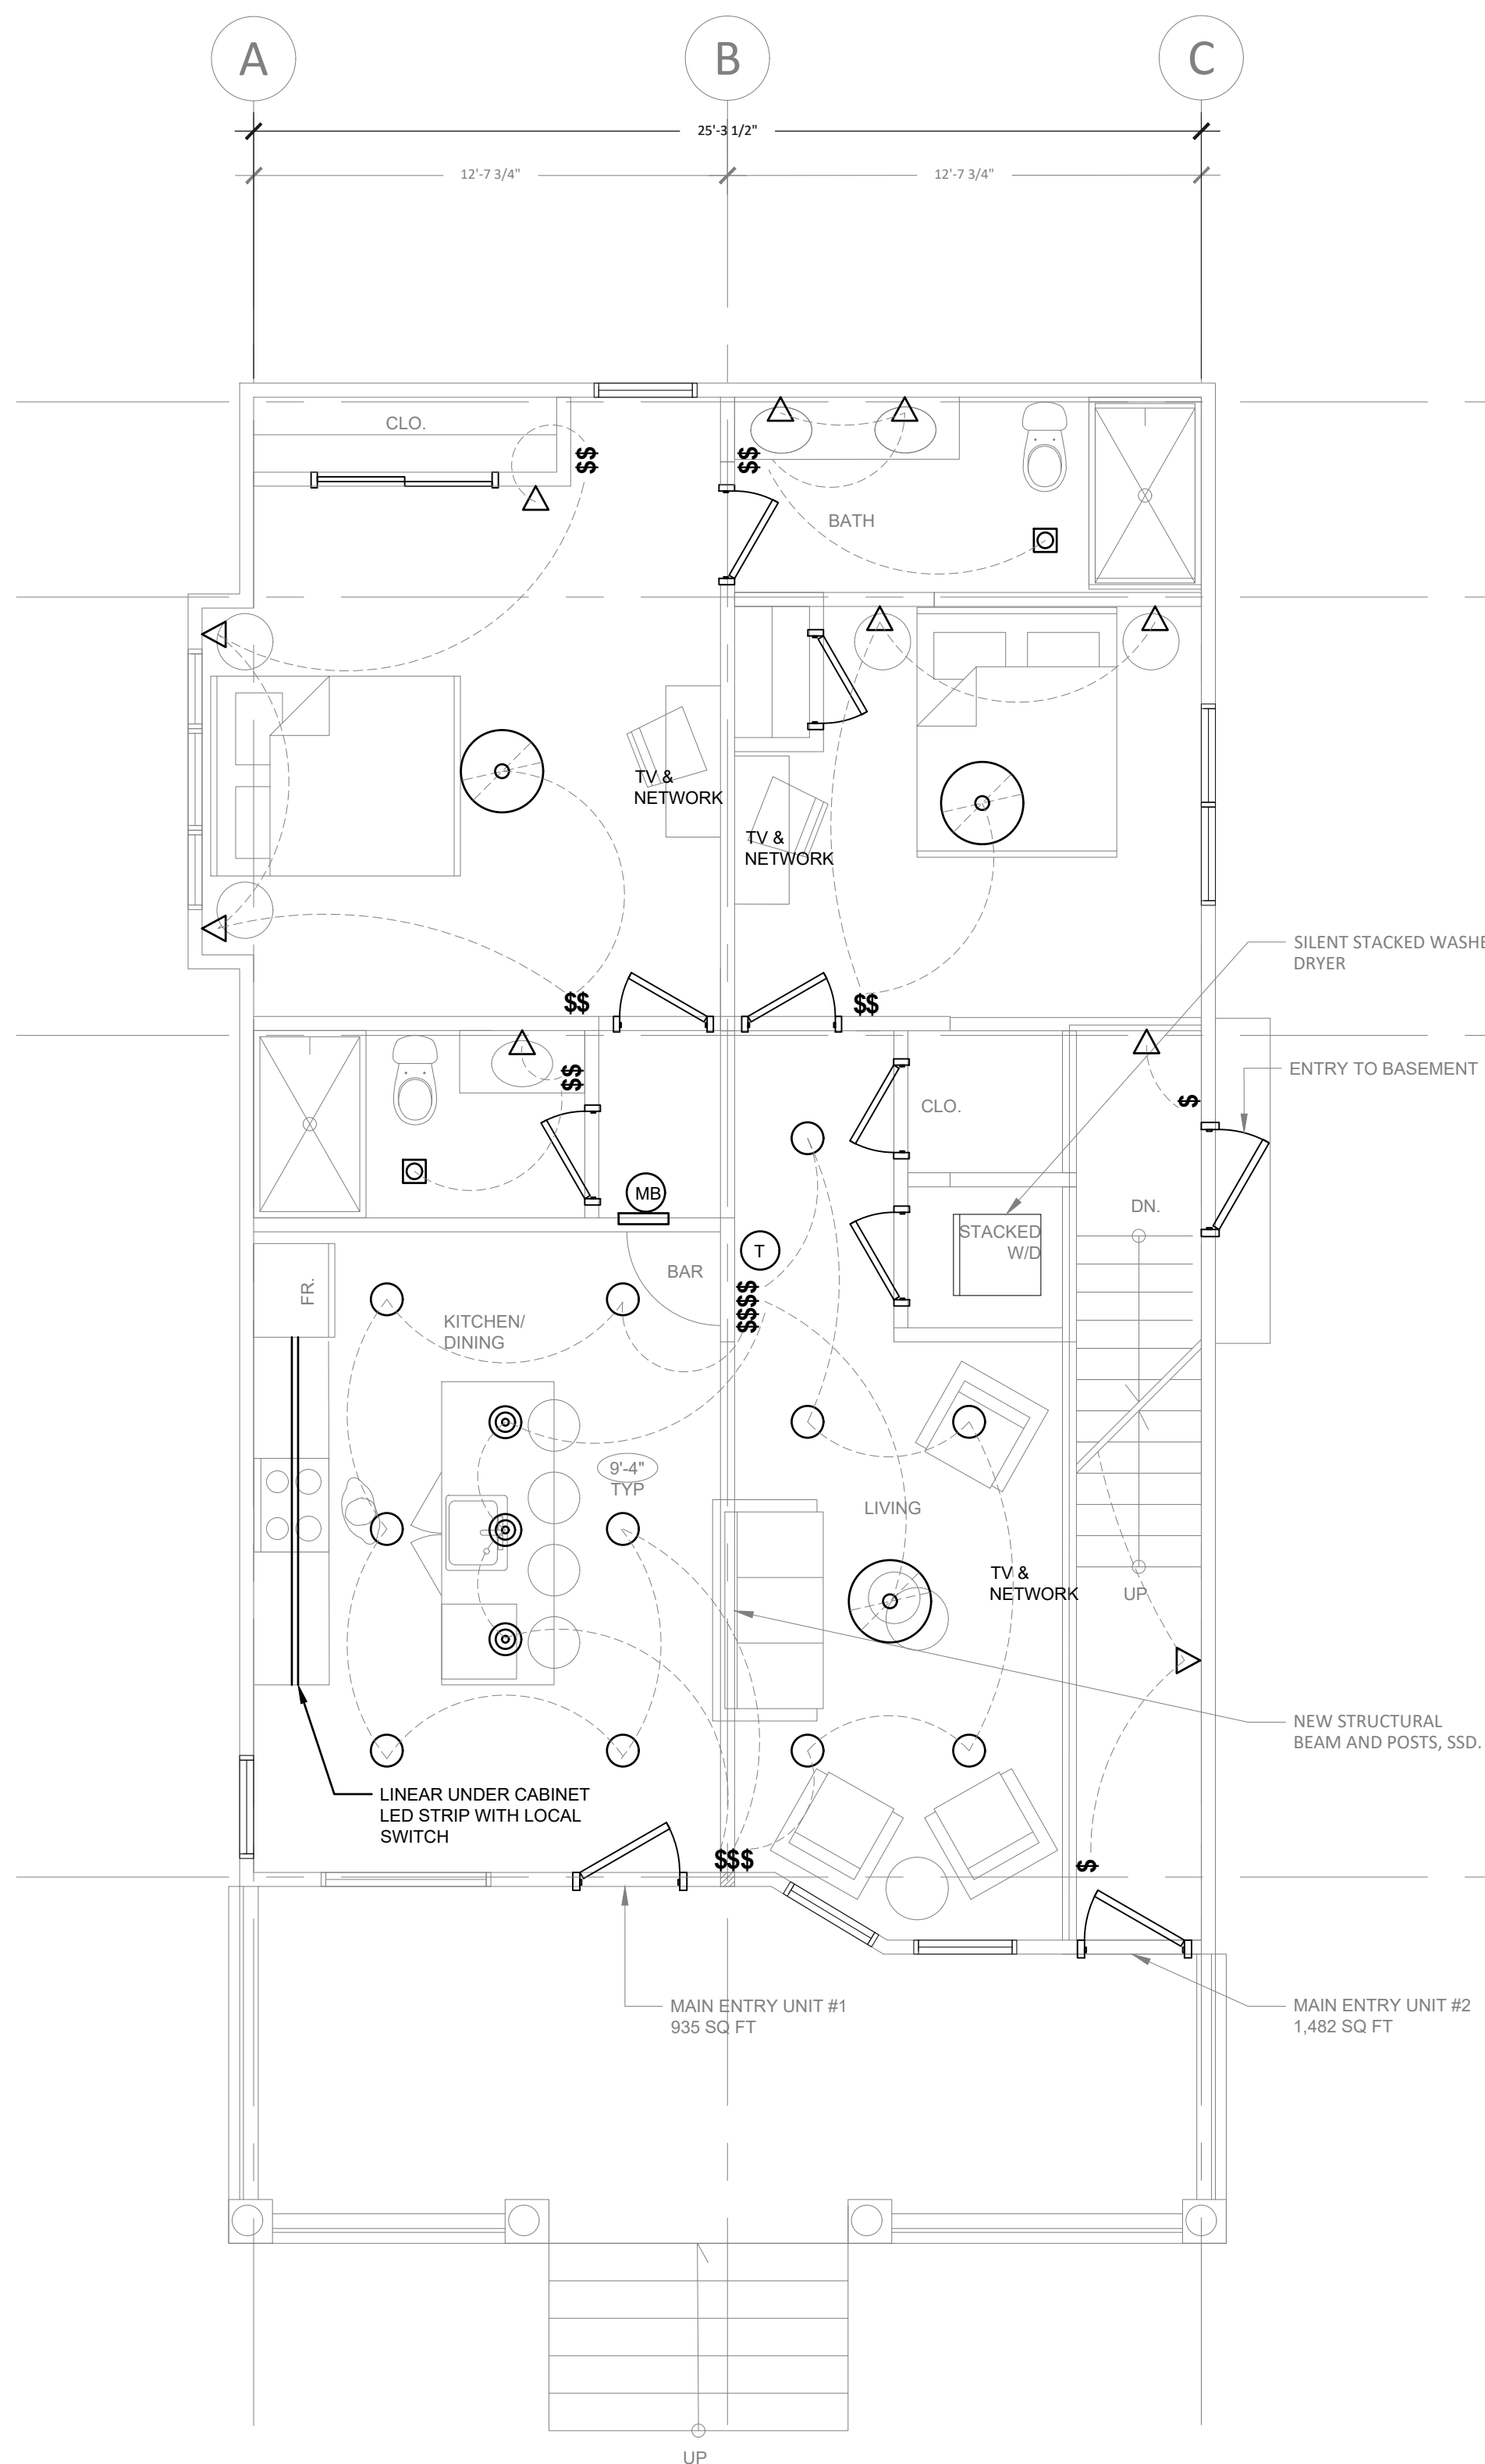 A
B
C
25'-3 1/2"
12'-7 3/4"
12'-7 3/4"
CLO.
$$
$$
BATH
TV &
NETWORK
TV &
NETWORK
SILENT STACKED WASHE
DRYER
$$
$$
ENTRY TO BASEMENT
$$
$
CLO.
MB
DN.
STACKED
W/D
T
BAR
FR.
$$$$
KITCHEN/
DINING
9'-4"
TYP
LIVING
TV &
NETWORK
UP
NEW STRUCTURAL
BEAM AND POSTS, SSD.
LINEAR UNDER CABINET
LED STRIP WITH LOCAL
SWITCH
$$$
$
MAIN ENTRY UNIT #1
935 SQ FT
MAIN ENTRY UNIT #2
1,482 SQ FT
UP